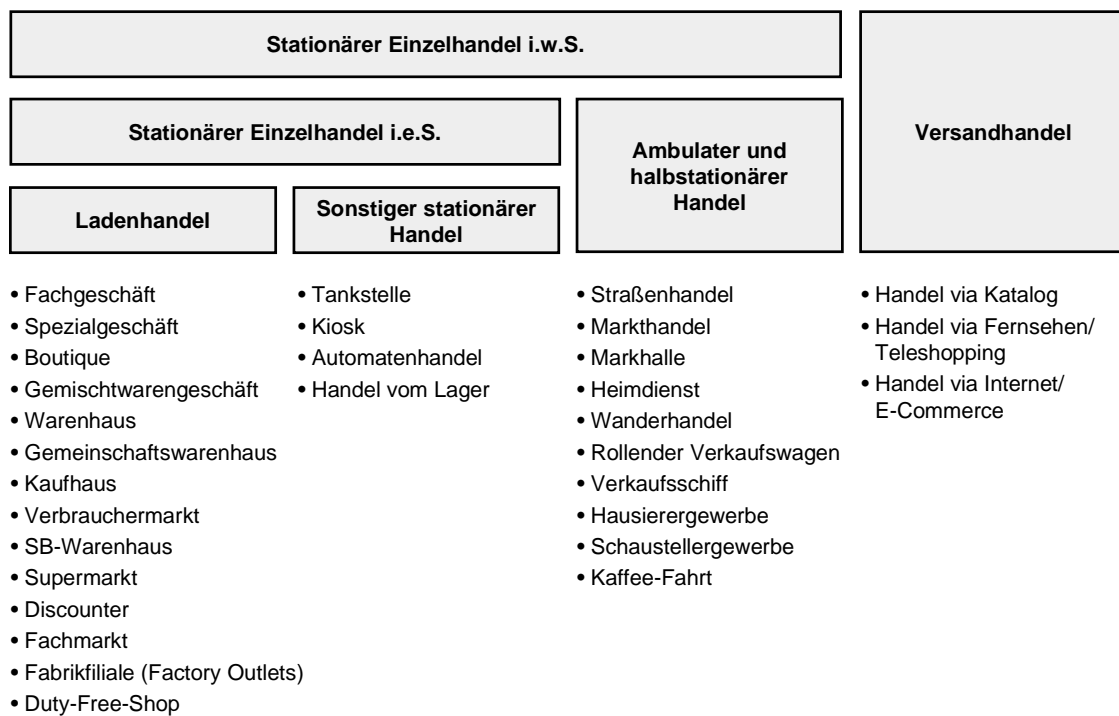 Stationärer Einzelhandel i.w.S.
Stationärer Einzelhandel i.e.S.
Ladenhandel
Sonstiger stationärer
Handel
Ambulater und
halbstationärer
Handel
Versandhandel
• Fachgeschäft
• Spezialgeschäft
• Boutique
• Gemischtwarengeschäft
• Warenhaus
• Gemeinschaftswarenhaus
• Kaufhaus
• Verbrauchermarkt
• SB-Warenhaus
• Supermarkt
• Discounter
• Fachmarkt
• Fabrikfiliale (Factory Outlets)
• Duty-Free-Shop
• Tankstelle
• Kiosk
• Automatenhandel
• Handel vom Lager
• Straßenhandel
• Markthandel
• Markhalle
• Heimdienst
• Wanderhandel
• Rollender Verkaufswagen
• Verkaufsschiff
• Hausierergewerbe
• Schaustellergewerbe
• Kaffee-Fahrt
• Handel via Katalog
• Handel via Fernsehen/
Teleshopping
• Handel via Internet/
E-Commerce